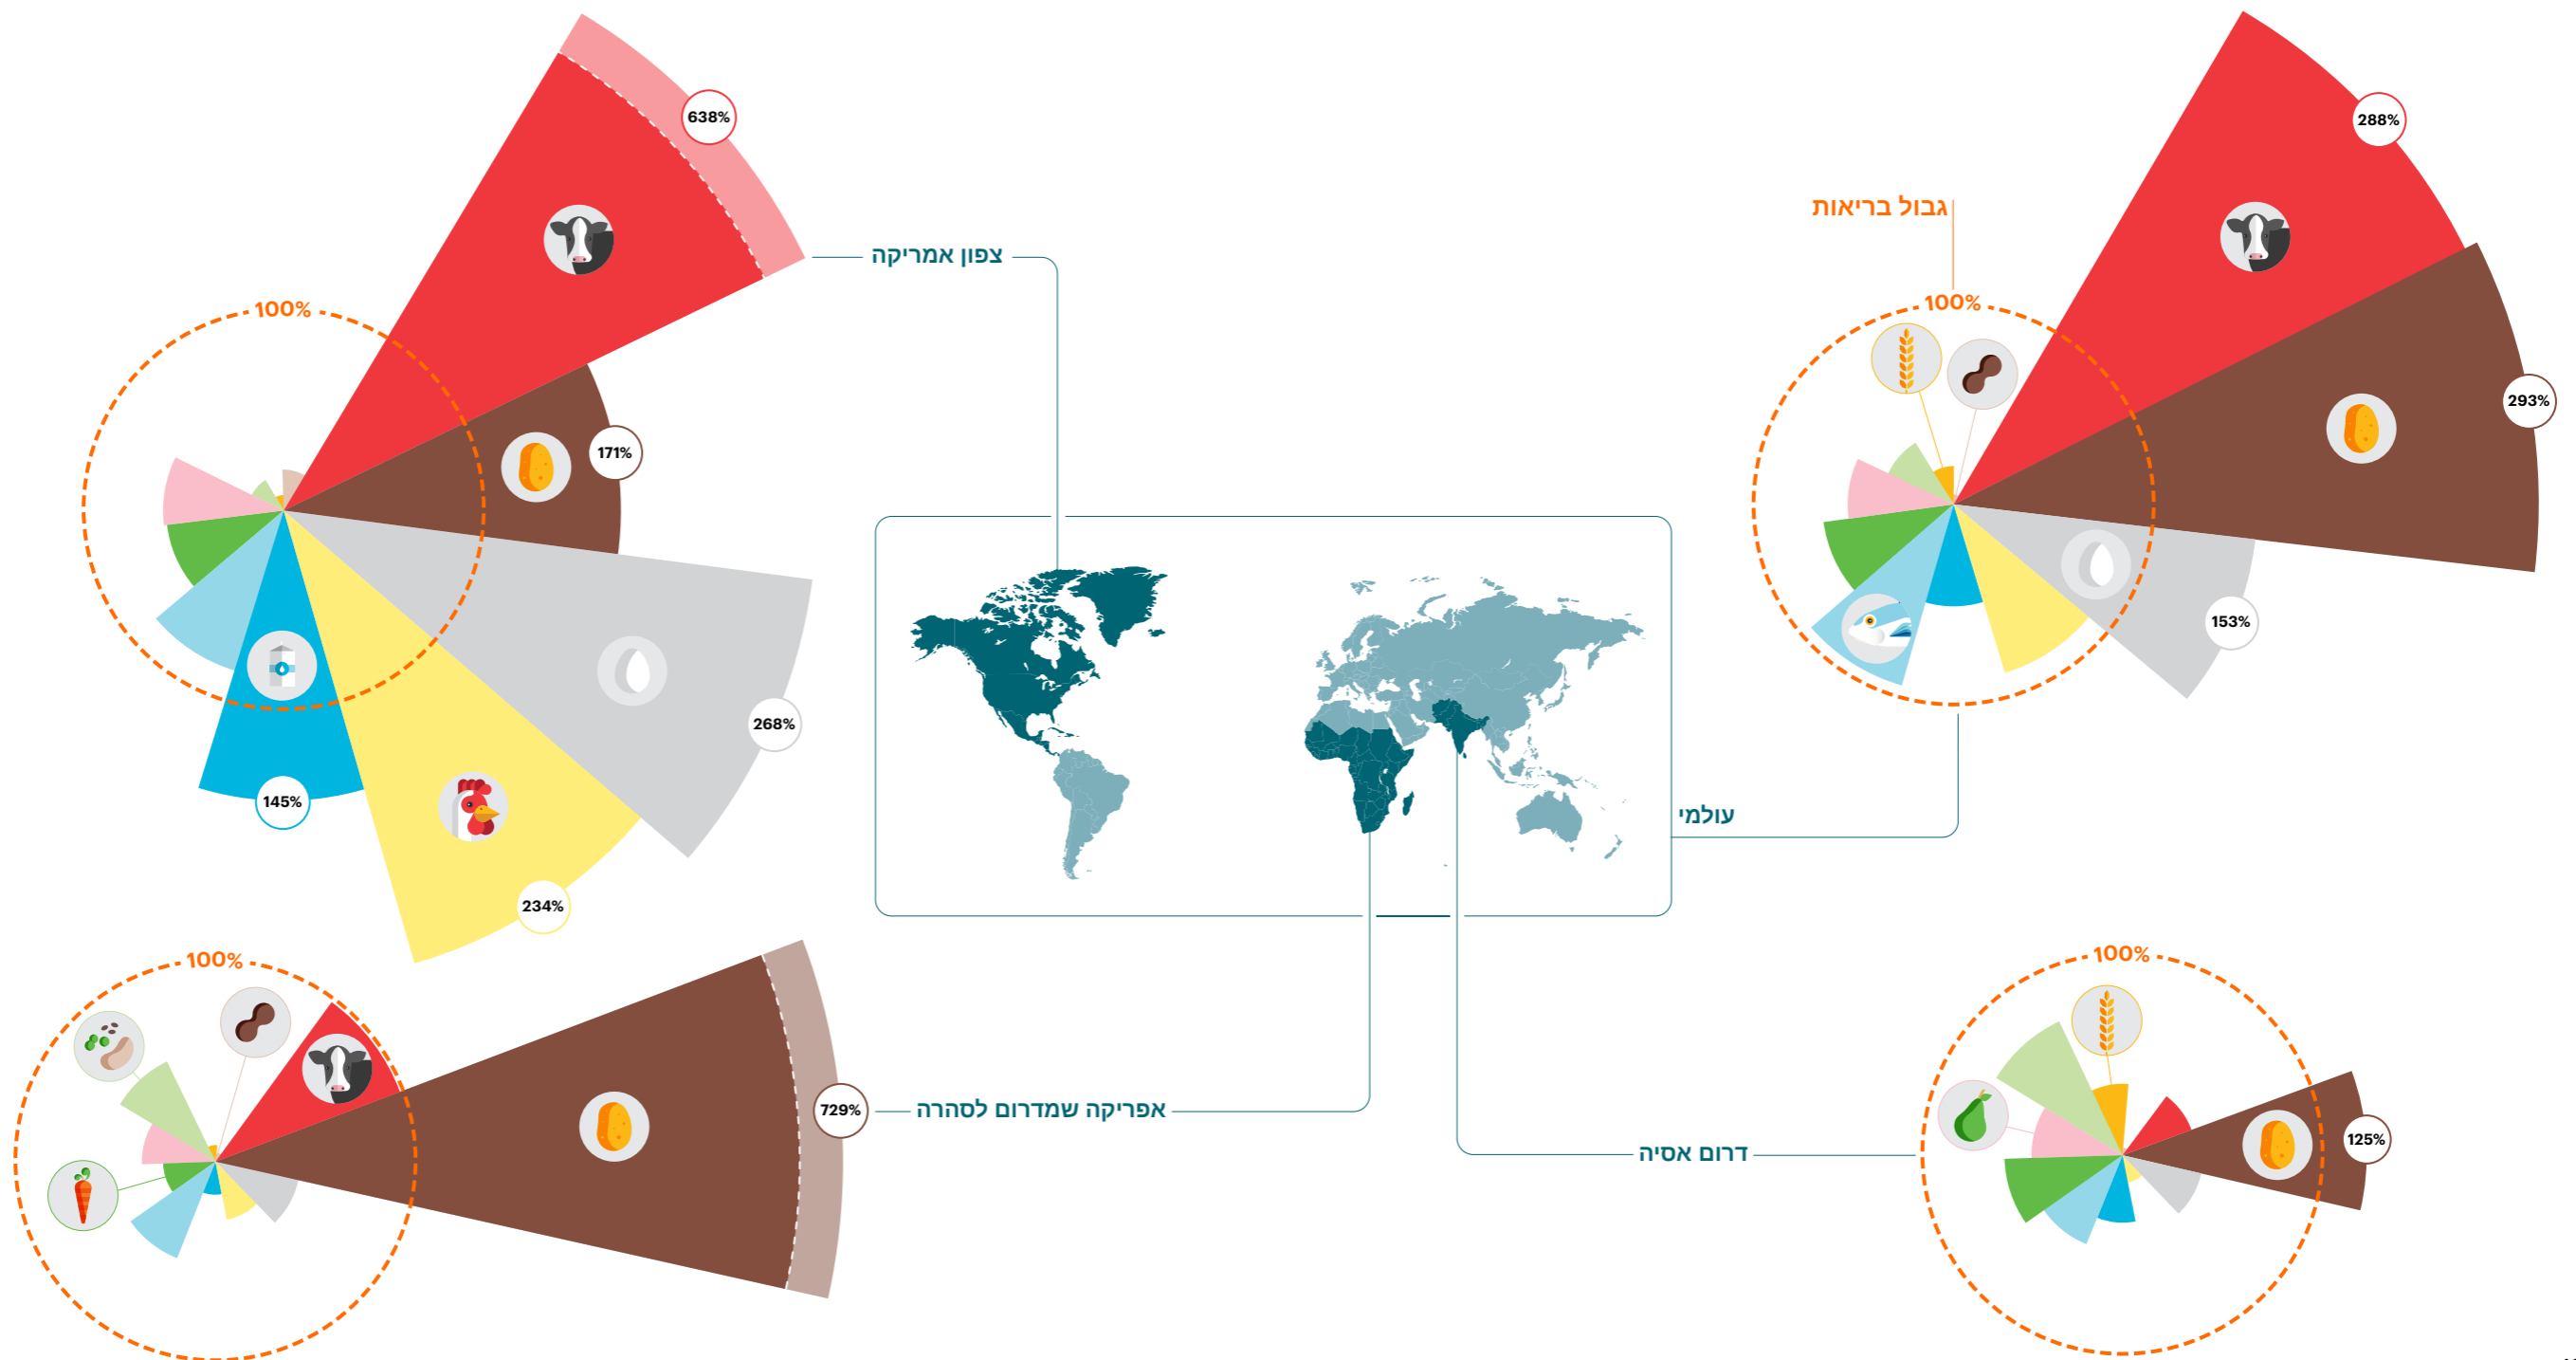 638%
288%
גבול בריאות
צפון אמריקה
100%
100%
293%
171%
153%
268%
145%
עולמי
234%
100%
100%
729%
אפריקה שמדרום לסהרה
125%
דרום אסיה